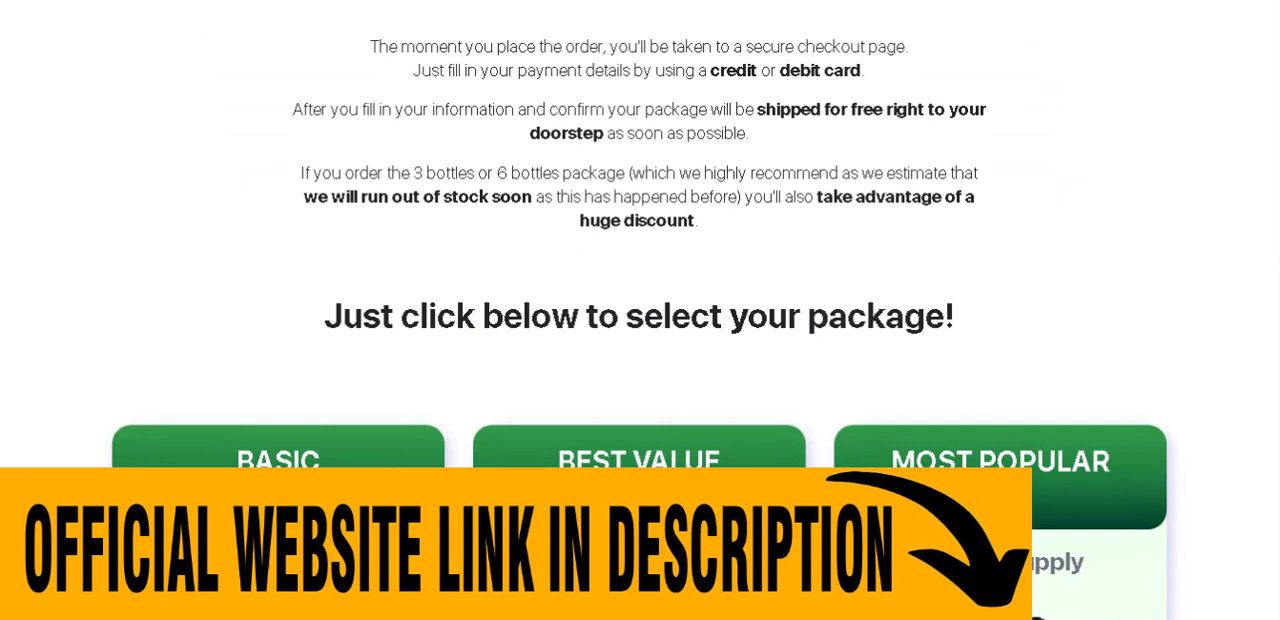 The moment you place the order, you'll be taken to a secure checkout page.
Just fill in your payment details by using a credit or debit card.
After you fill in your information and confirm your package will be shipped for free right to your
doorstep as soon as possible.
If you order the 3 bottles or 6 bottles package (which we highly recommend as we estimate that
we will run out of stock soon as this has happened before) you'll also take advantage of a
huge discount.
Just click below to select your package!
BASIC
BEST VALUE
MOST POPULAR
OFFICIAL WEBSITE LINK IN DESCRIPTION